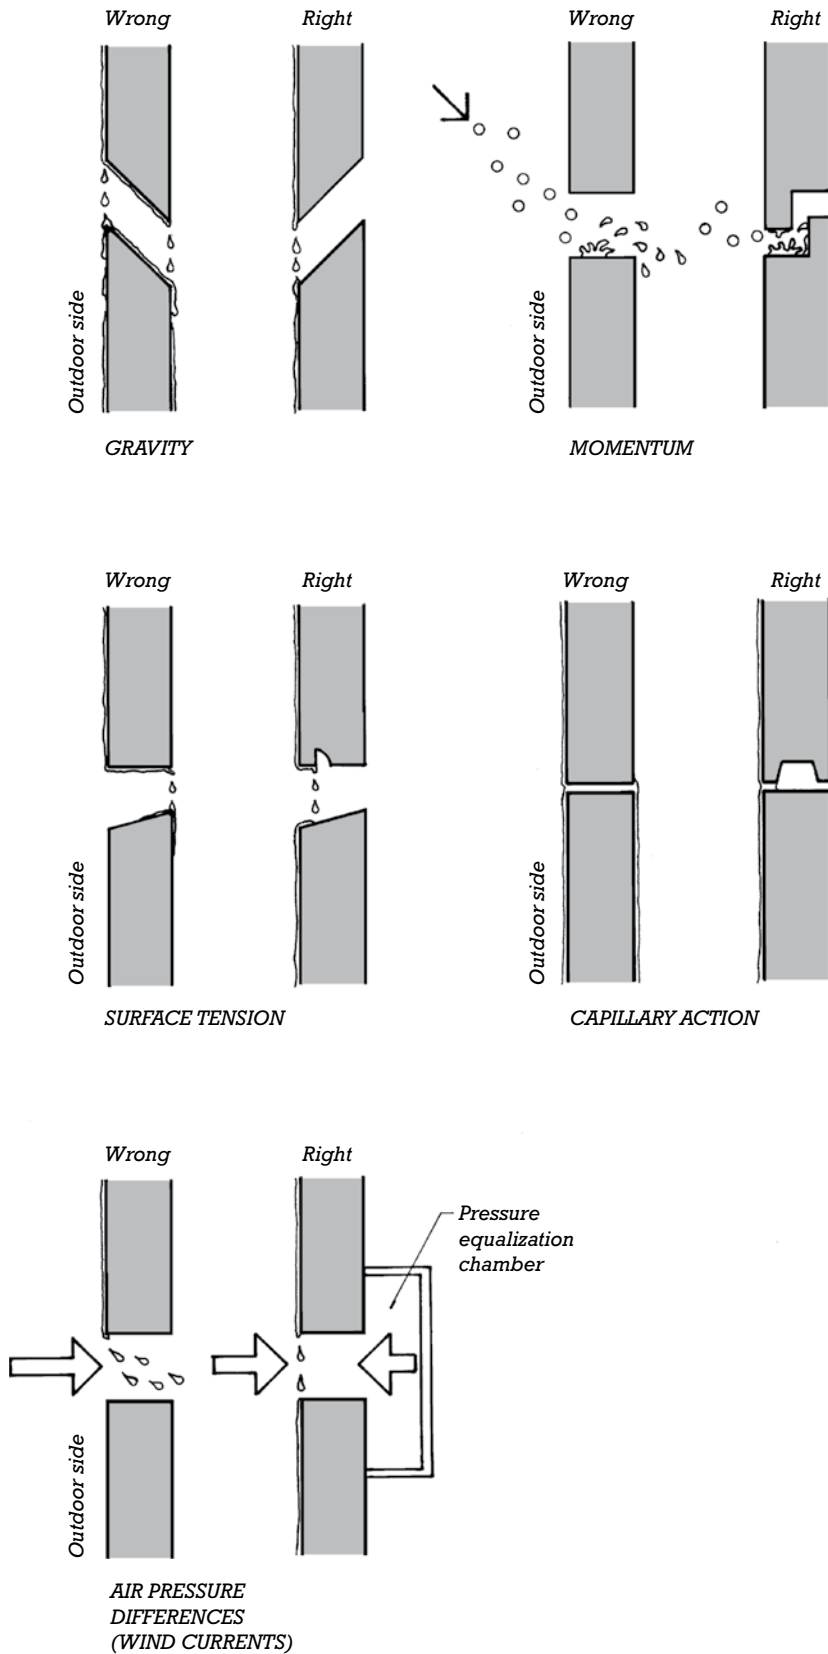 Wrong
Right
Outdoor side
GRAVITY
Wrong
Right
Outdoor side
MOMENTUM
Wrong
Right
Outdoor side
SURFACE TENSION
Wrong
Right
Outdoor side
CAPILLARY ACTION
Wrong
Right
Pressure
equalization
chamber
Outdoor side
AIR PRESSURE
DIFFERENCES
(WIND CURRENTS)